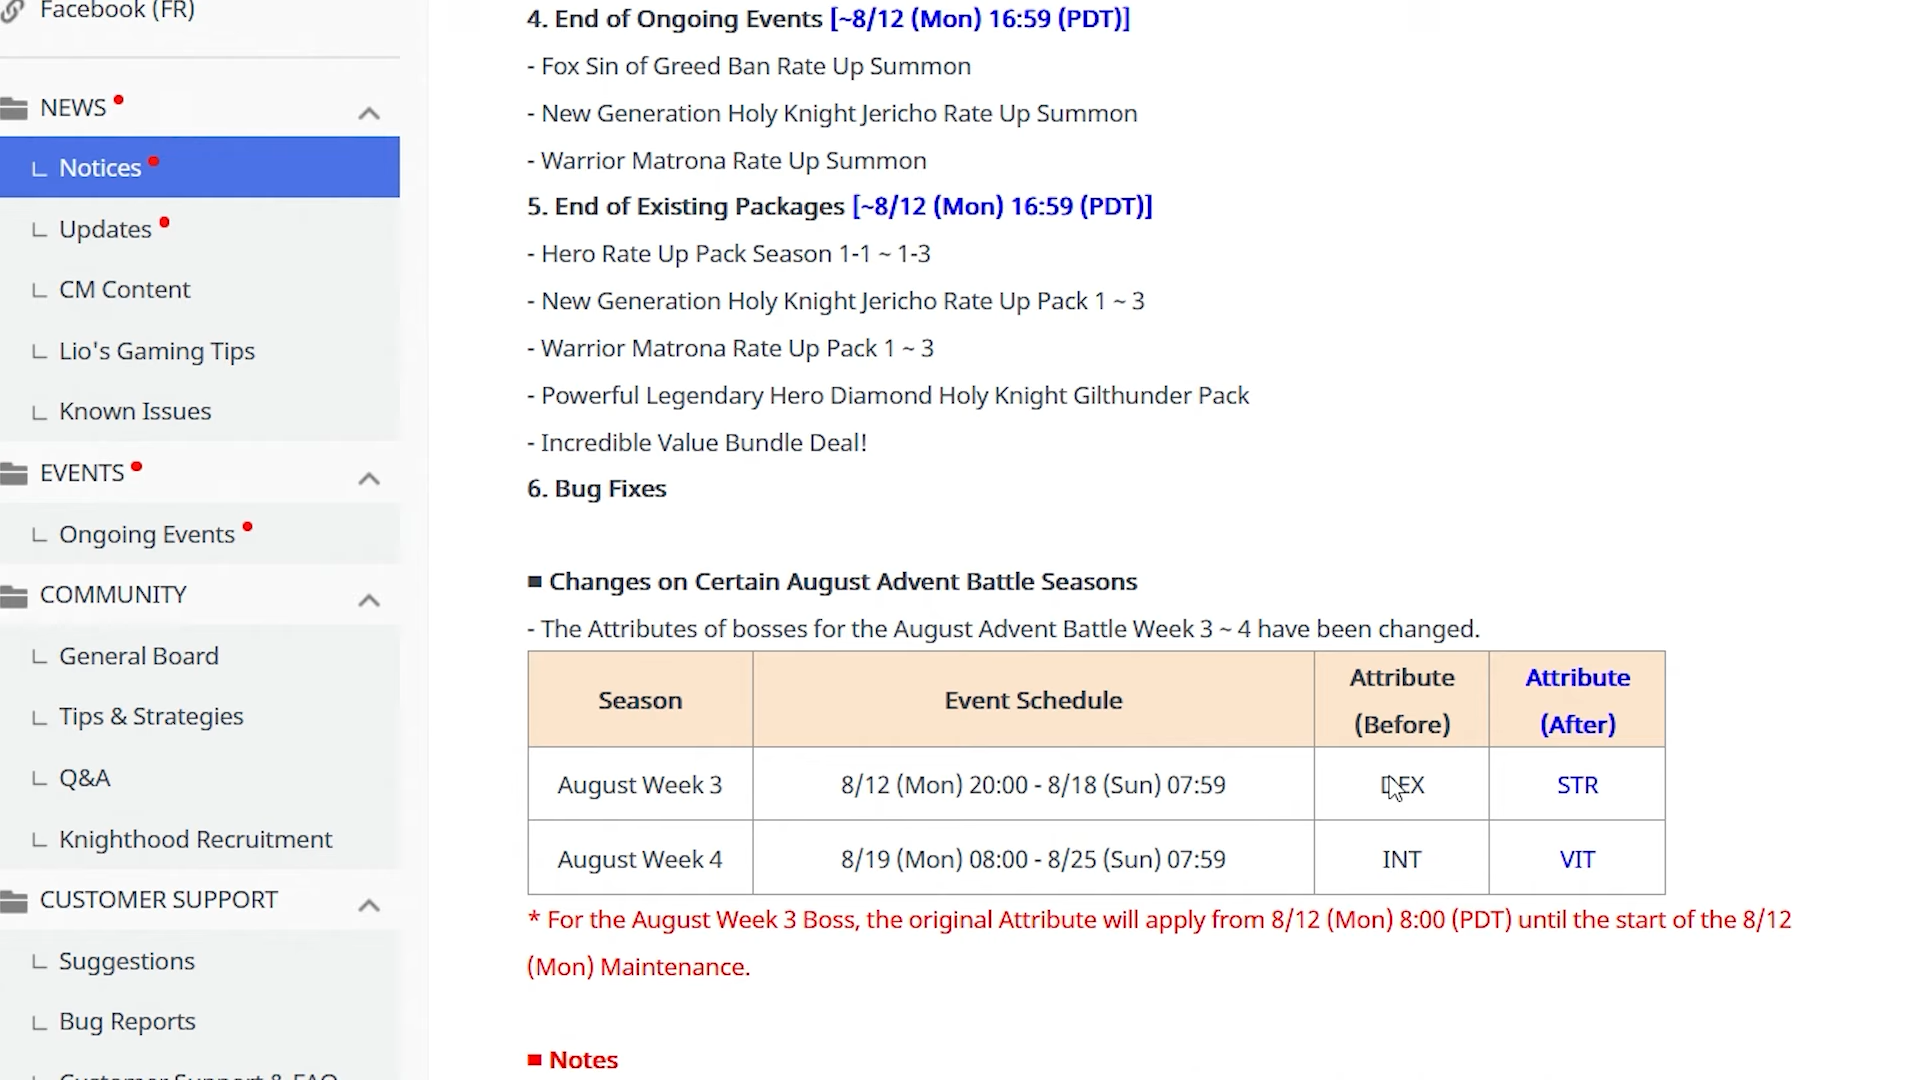 Facebook (FR)
NEWS
Notices
Updates
CM Content
Lio's Gaming Tips
Known Issues
EVENTS
Ongoing Events
COMMUNITY
General Board
Tips & Strategies
Q&A
Knighthood Recruitment
CUSTOMER SUPPORT
Suggestions
Bug Reports
Customer Support & FAQ
4. End of Ongoing Events [~8/12 (Mon) 16:59 (PDT)]
- Fox Sin of Greed Ban Rate Up Summon
- New Generation Holy Knight Jericho Rate Up Summon
- Warrior Matrona Rate Up Summon
5. End of Existing Packages [~8/12 (Mon) 16:59 (PDT)]
- Hero Rate Up Pack Season 1-1 ~ 1-3
- New Generation Holy Knight Jericho Rate Up Pack 1 ~ 3
- Warrior Matrona Rate Up Pack 1 ~ 3
- Powerful Legendary Hero Diamond Holy Knight Gilthunder Pack
- Incredible Value Bundle Deal!
6. Bug Fixes
■ Changes on Certain August Advent Battle Seasons
- The Attributes of bosses for the August Advent Battle Week 3 ~ 4 have been changed.
Season Event Schedule Attribute (Before) Attribute (After)
August Week 3 8/12 (Mon) 20:00 - 8/18 (Sun) 07:59 DEX STR
August Week 4 8/19 (Mon) 08:00 - 8/25 (Sun) 07:59 INT VIT
* For the August Week 3 Boss, the original Attribute will apply from 8/12 (Mon) 8:00 (PDT) until the start of the 8/12
(Mon) Maintenance.
■ Notes